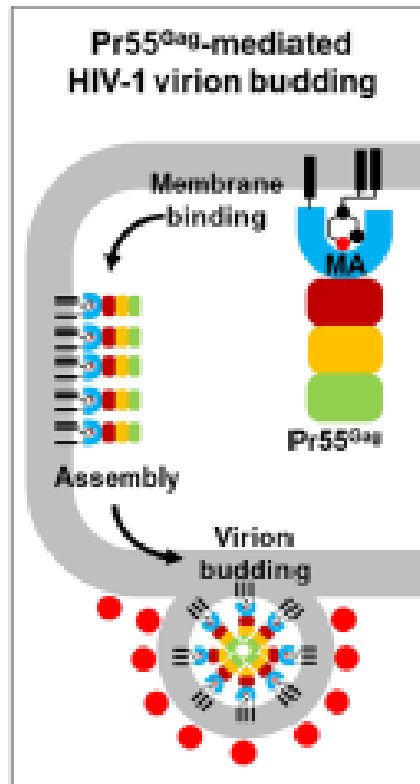 Pr55Gag-mediated
HIV-1 virion budding
Membrane
binding
MA
Pr55Gag
Assembly
Virion
budding